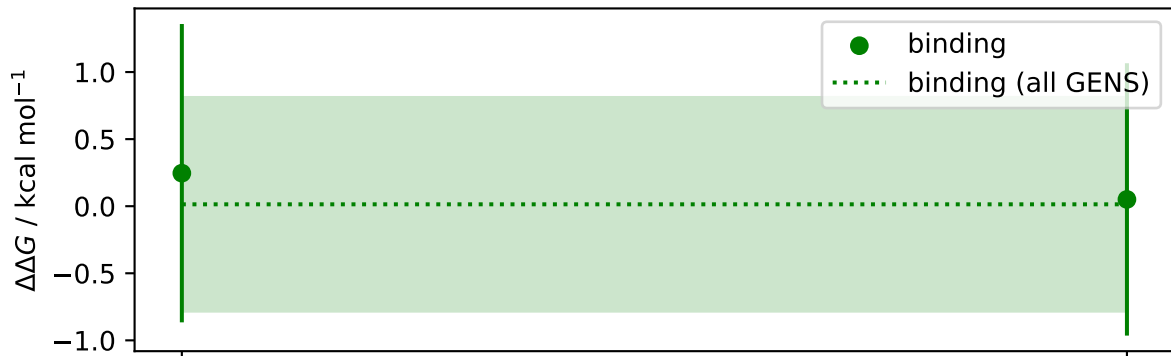 binding
binding (all GENS)
ΔΔG / kcal mol⁻¹
1.0
0.5
0.0
−0.5
−1.0